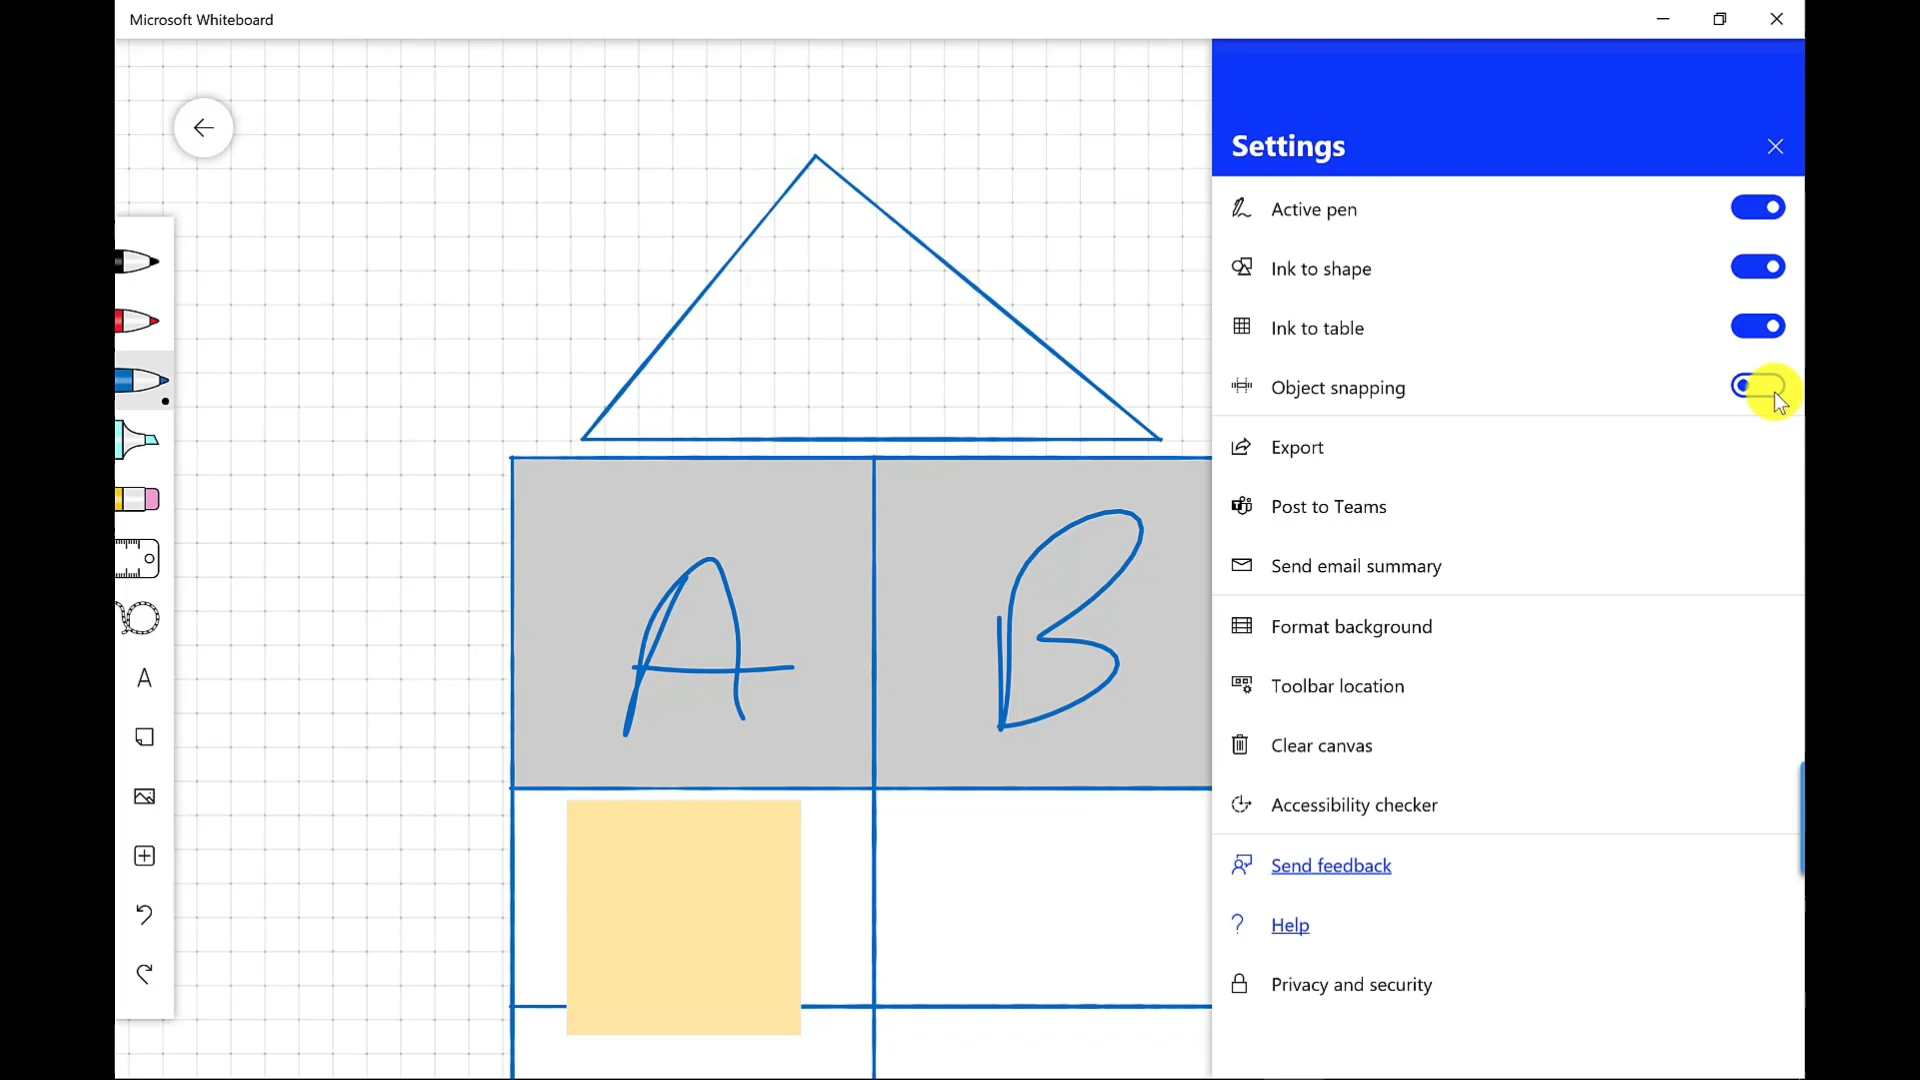 Microsoft Whiteboard
Settings
Active pen
Ink to shape
Ink to table
Object snapping
Export
Post to Teams
Send email summary
Format background
Toolbar location
Clear canvas
Accessibility checker
Send feedback
Help
Privacy and security
A B
A